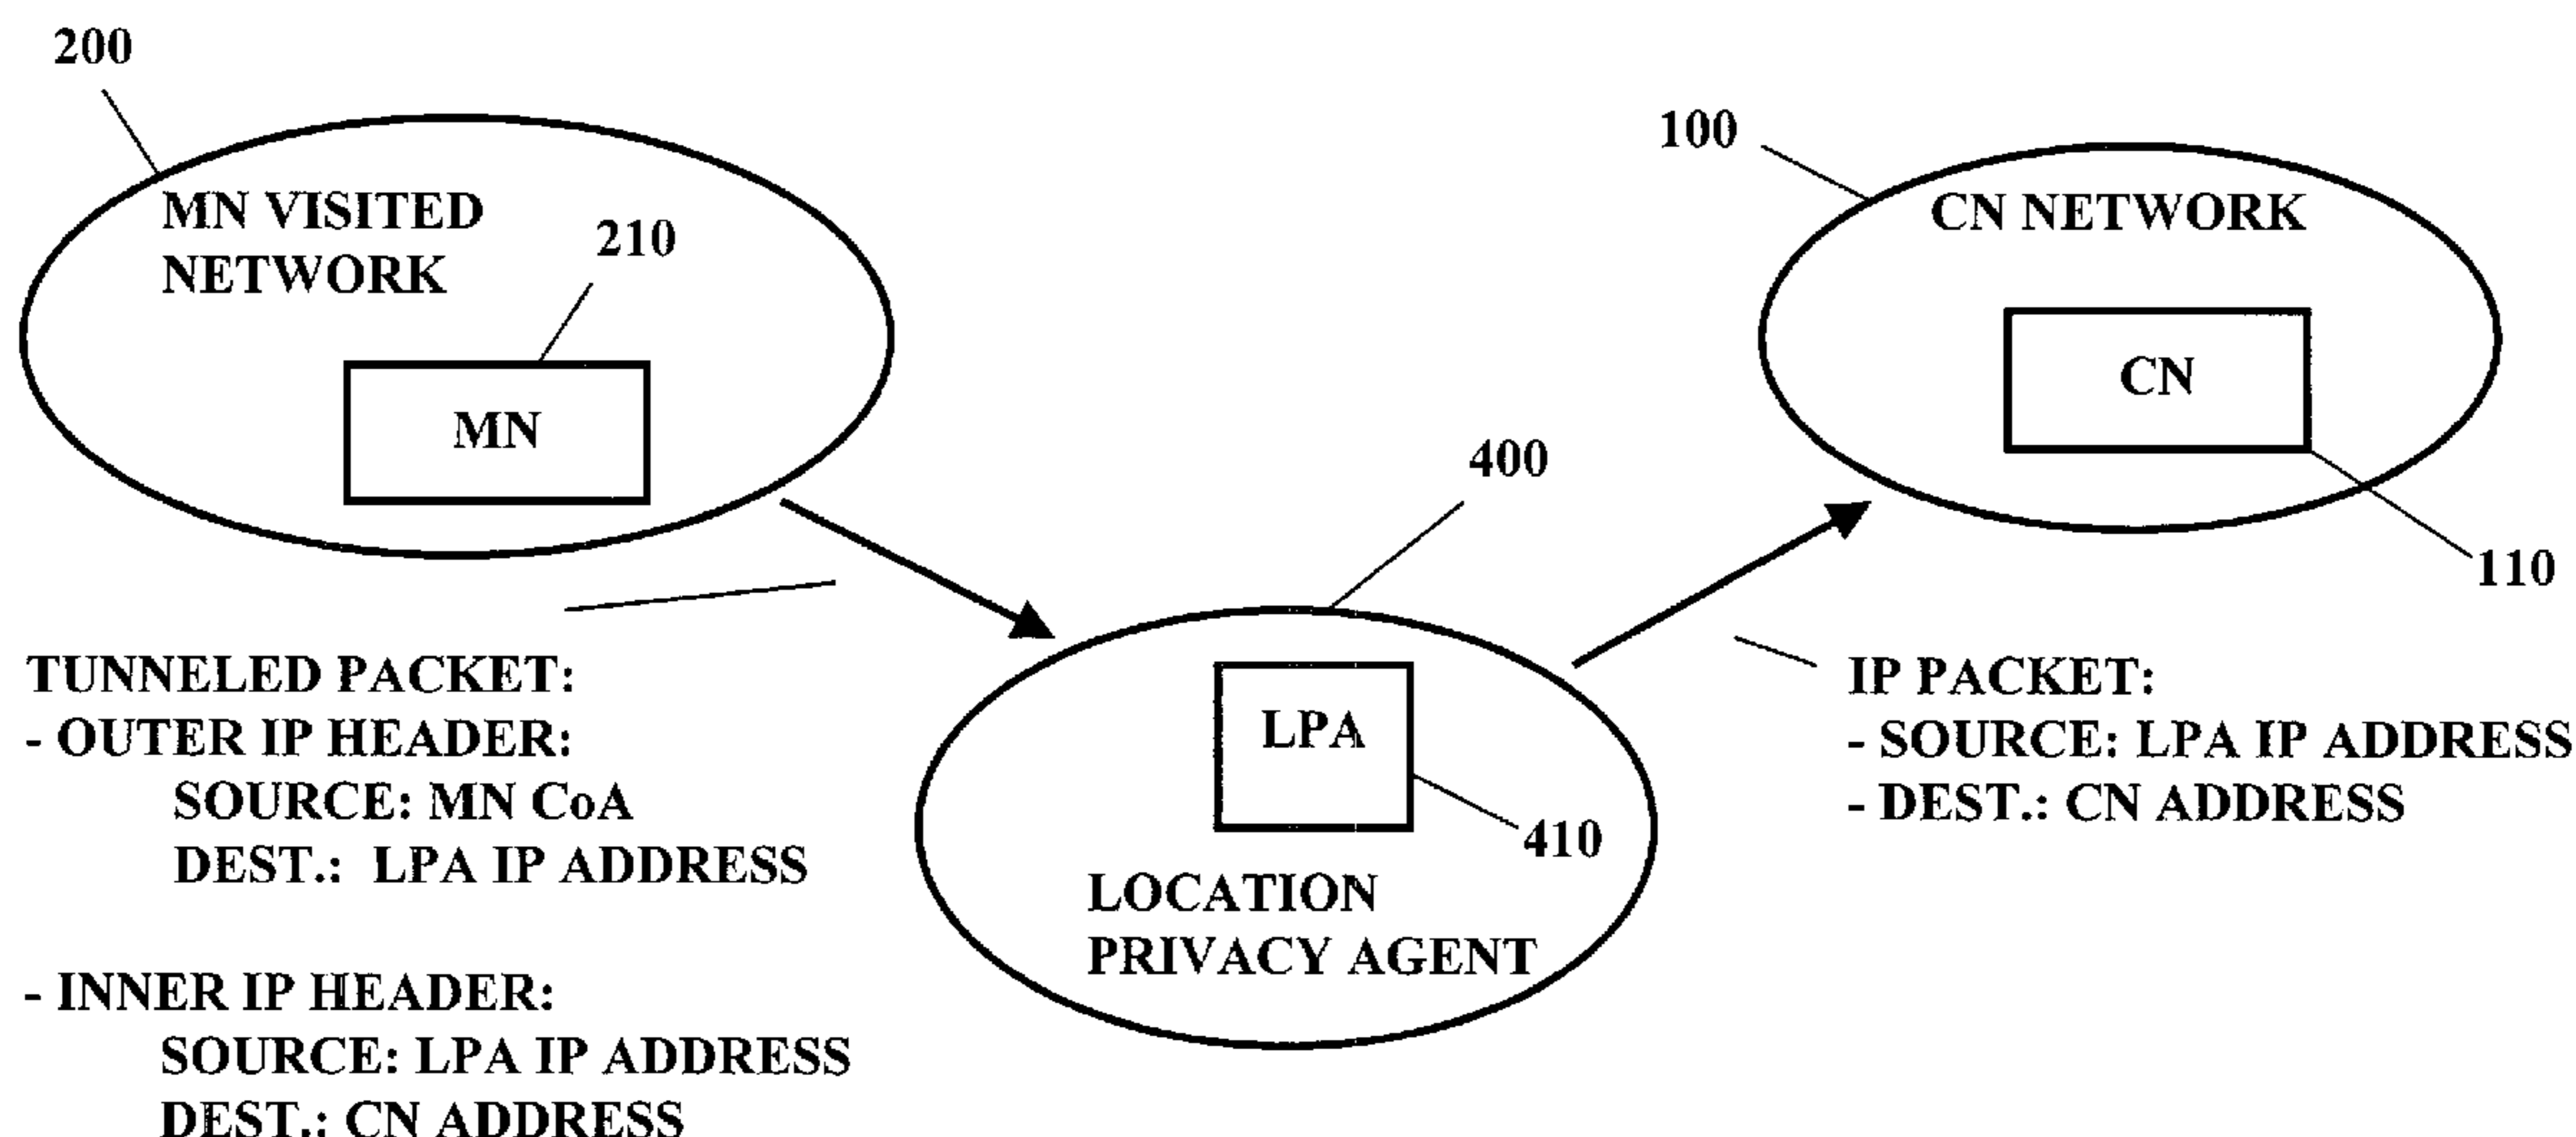 200
MN VISITED
NETWORK
210
MN
100
CN NETWORK
CN
110
400
LPA
410
LOCATION
PRIVACY AGENT
TUNNELED PACKET:
- OUTER IP HEADER:
SOURCE: MN CoA
DEST.: LPA IP ADDRESS
- INNER IP HEADER:
SOURCE: LPA IP ADDRESS
DEST.: CN ADDRESS
IP PACKET:
- SOURCE: LPA IP ADDRESS
- DEST.: CN ADDRESS